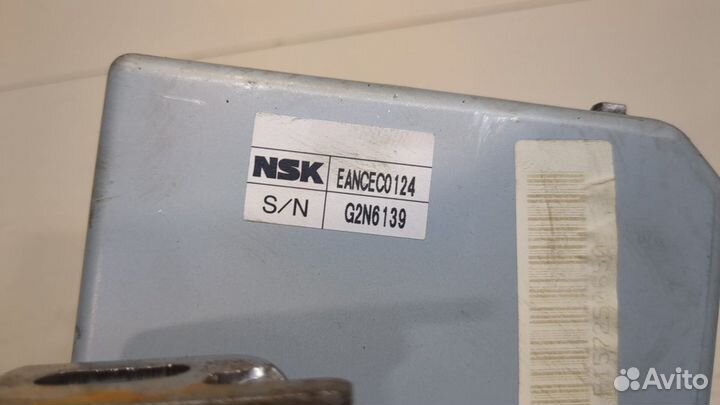 NSK EANCEC0124
S/N G2N6139
Avito